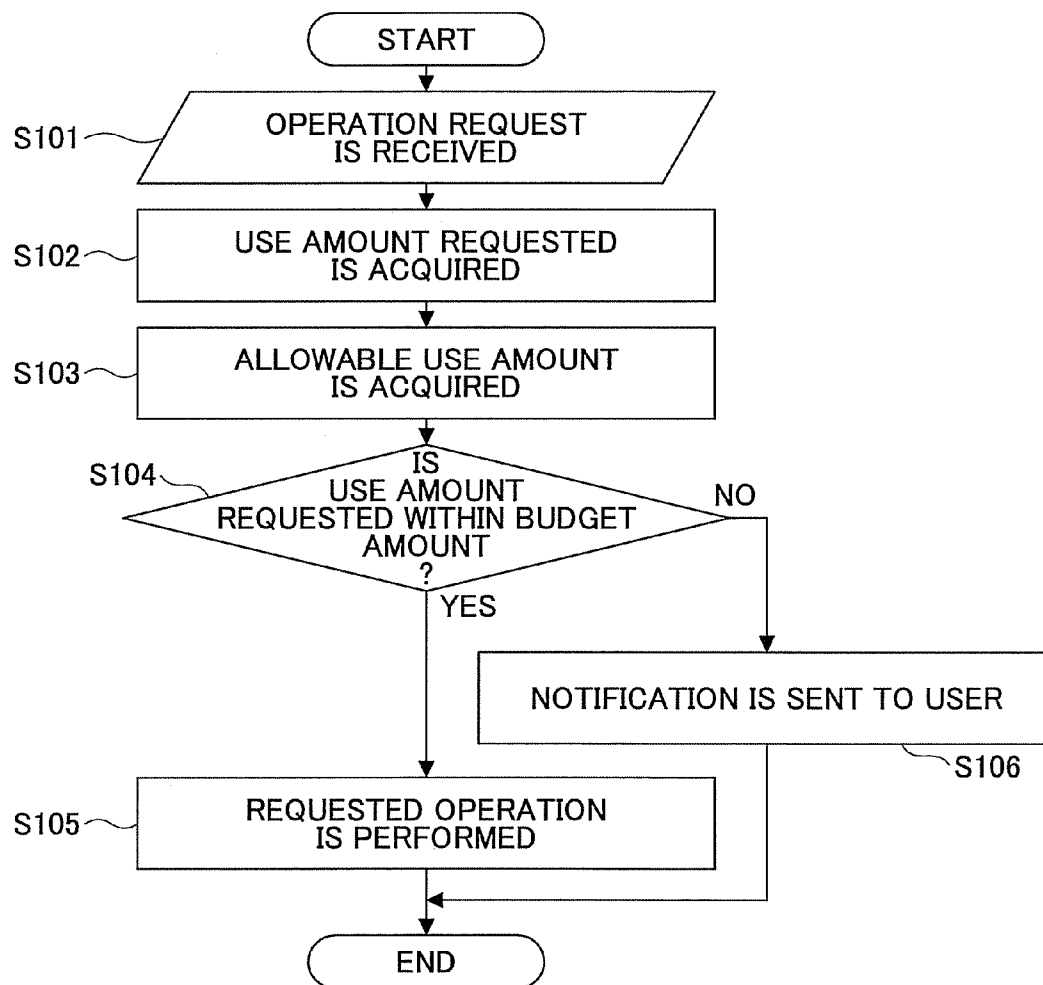 START
S101
OPERATION REQUEST
IS RECEIVED
S102
USE AMOUNT REQUESTED
IS ACQUIRED
S103
ALLOWABLE USE AMOUNT
IS ACQUIRED
S104
IS
USE AMOUNT
REQUESTED WITHIN BUDGET
AMOUNT
?
NO
YES
NOTIFICATION IS SENT TO USER
S106
S105
REQUESTED OPERATION
IS PERFORMED
END